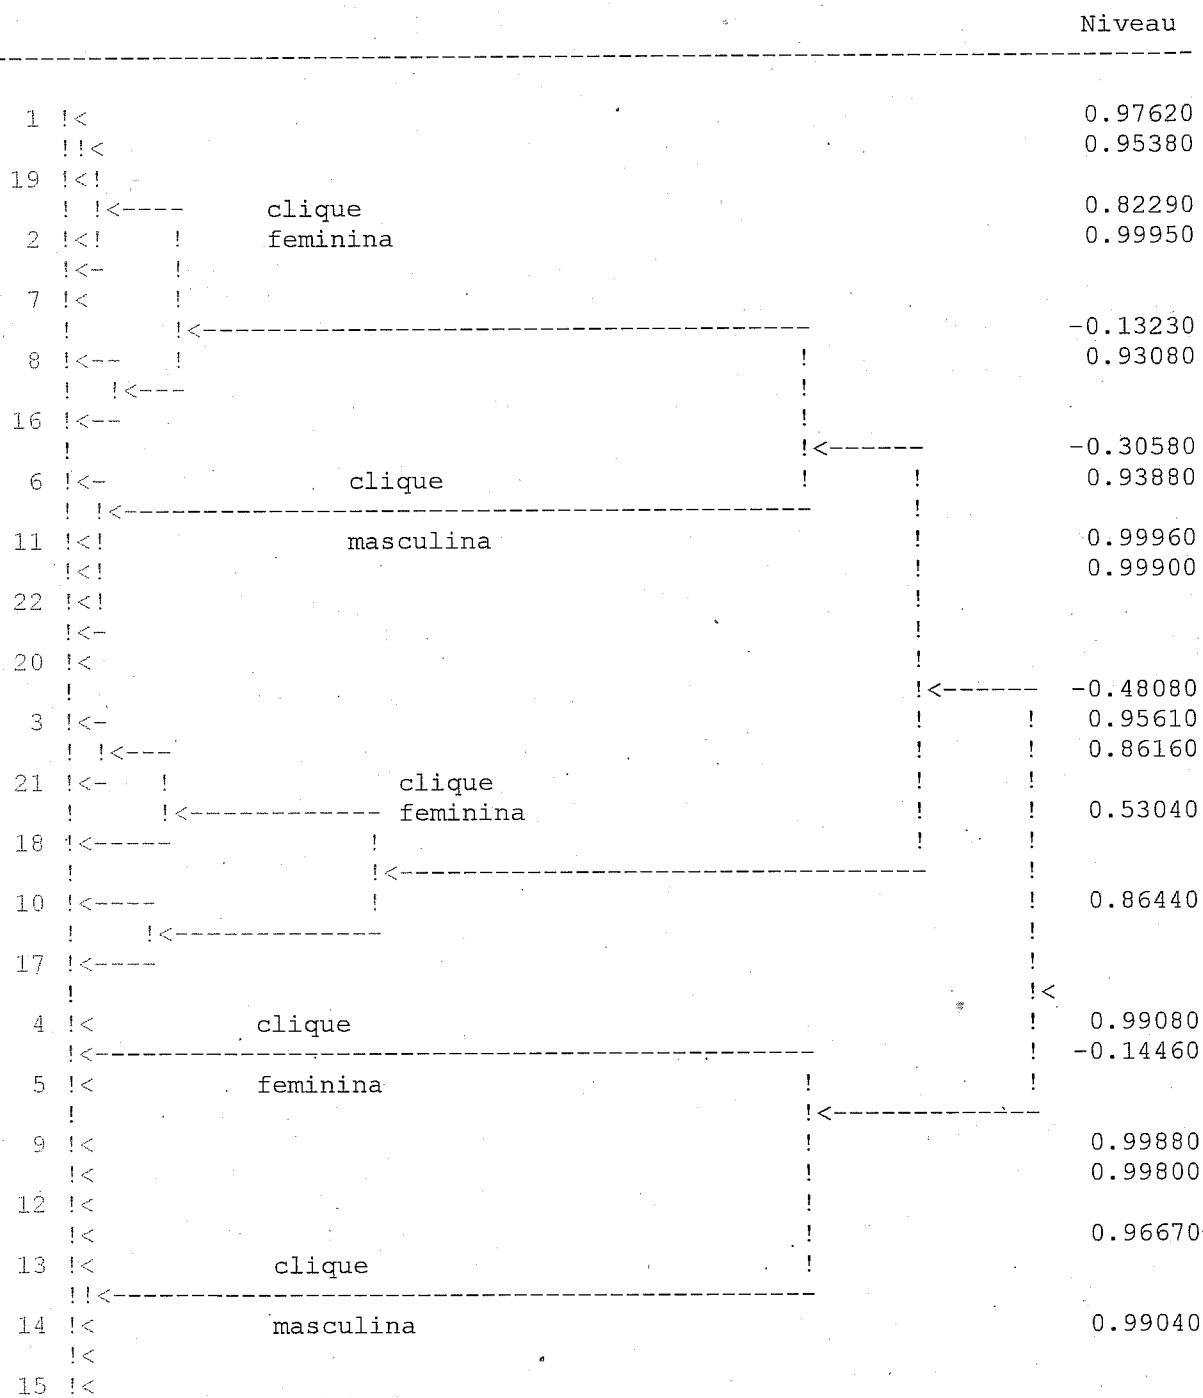 Niveau
--------------------------------------------------------------------------------
1 !< 0.97620
!!< 0.95380
19 !<!
! !<---- clique 0.82290
2 !<! ! feminina 0.99950
!<- !
7 !< !
! !<------------------------------------- -0.13230
8 !<-- ! ! 0.93080
! !<--- !
16 !<-- !
! !<------ -0.30580
6 !<- clique ! ! 0.93880
! !<------------------------------------------ !
11 !<! masculina ! 0.99960
!<! ! 0.99900
22 !<! !
!<- !
20 !< !
! !<------ -0.48080
3 !<- ! ! 0.95610
! !<--- ! ! 0.86160
21 !<- ! clique ! !
! !<------------ feminina ! ! 0.53040
18 !<----- ! ! !
! !<-------------------------------- !
10 !<---- ! ! 0.86440
! !<------------- !
17 !<---- !
! !<
4 !< clique ! 0.99080
!<-------------------------------------------- ! -0.14460
5 !< feminina ! !
! !<------------
9 !< ! 0.99880
!< ! 0.99800
12 !< !
!< ! 0.96670
13 !< clique !
!!<-------------------------------------------
14 !< masculina 0.99040
!<
15 !<